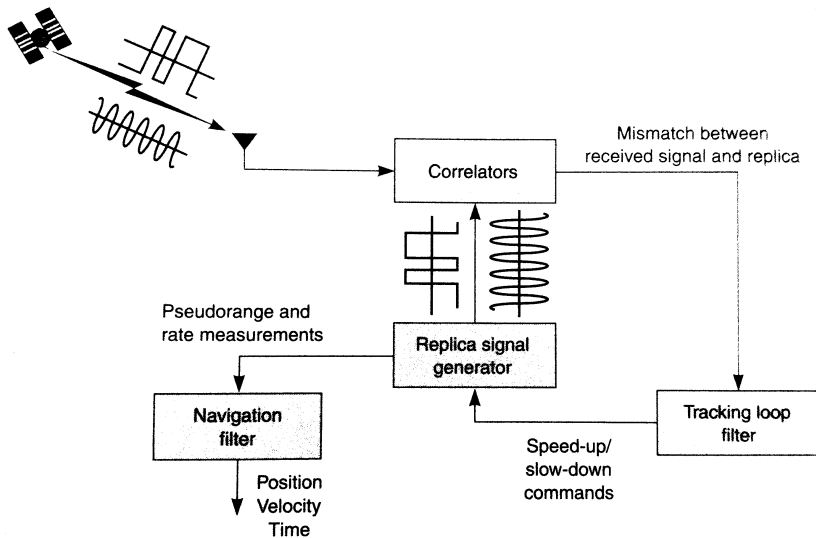 Mismatch between
received signal and replica
Correlators
Pseudorange and
rate measurements
Replica signal
generator
Navigation
filter
Tracking loop
filter
Speed-up/
slow-down
commands
Position
Velocity
Time